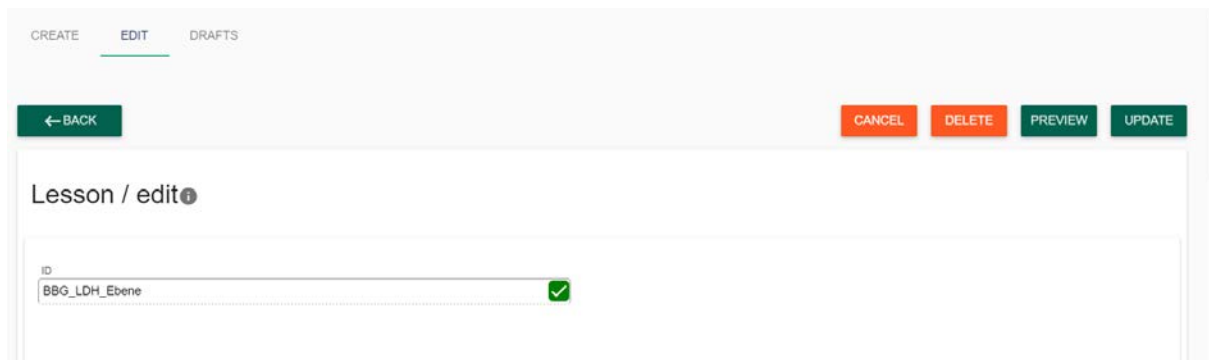 CREATE EDIT DRAFTS
←BACK CANCEL DELETE PREVIEW UPDATE
Lesson / edit
ID
BBG_LDH_Ebene